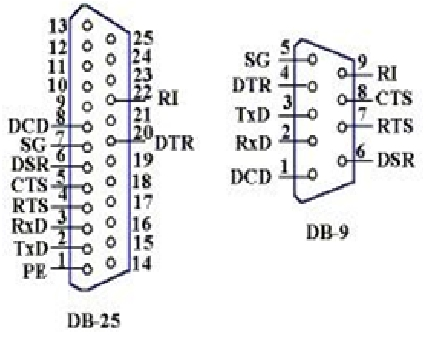 13
12
11
10
9
DCD 8
SG 7
DSR 6
CTS 5
RTS 4
RxD 3
TxD 2
PE 1
25
24
23
22 RI
21
20 DTR
19
18
17
16
15
14
DB-25
SG 5
DTR 4
TxD 3
RxD 2
DCD 1
9 RI
8 CTS
7 RTS
6 DSR
DB-9